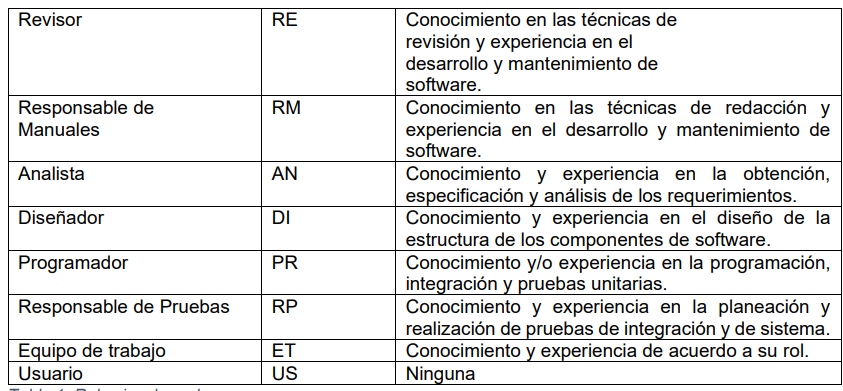 Revisor RE Conocimiento en las técnicas de
revisión y experiencia en el
desarrollo y mantenimiento de
software.
Responsable de RM Conocimiento en las técnicas de redacción y
Manuales experiencia en el desarrollo y mantenimiento de
software.
Analista AN Conocimiento y experiencia en la obtención,
especificación y análisis de los requerimientos.
Diseñador DI Conocimiento y experiencia en el diseño de la
estructura de los componentes de software.
Programador PR Conocimiento y/o experiencia en la programación,
integración y pruebas unitarias.
Responsable de Pruebas RP Conocimiento y experiencia en la planeación y
realización de pruebas de integración y de sistema.
Equipo de trabajo ET Conocimiento y experiencia de acuerdo a su rol.
Usuario US Ninguna